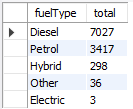 fuelType total
Diesel 7027
Petrol 3417
Hybrid 298
Other 36
Electric 3